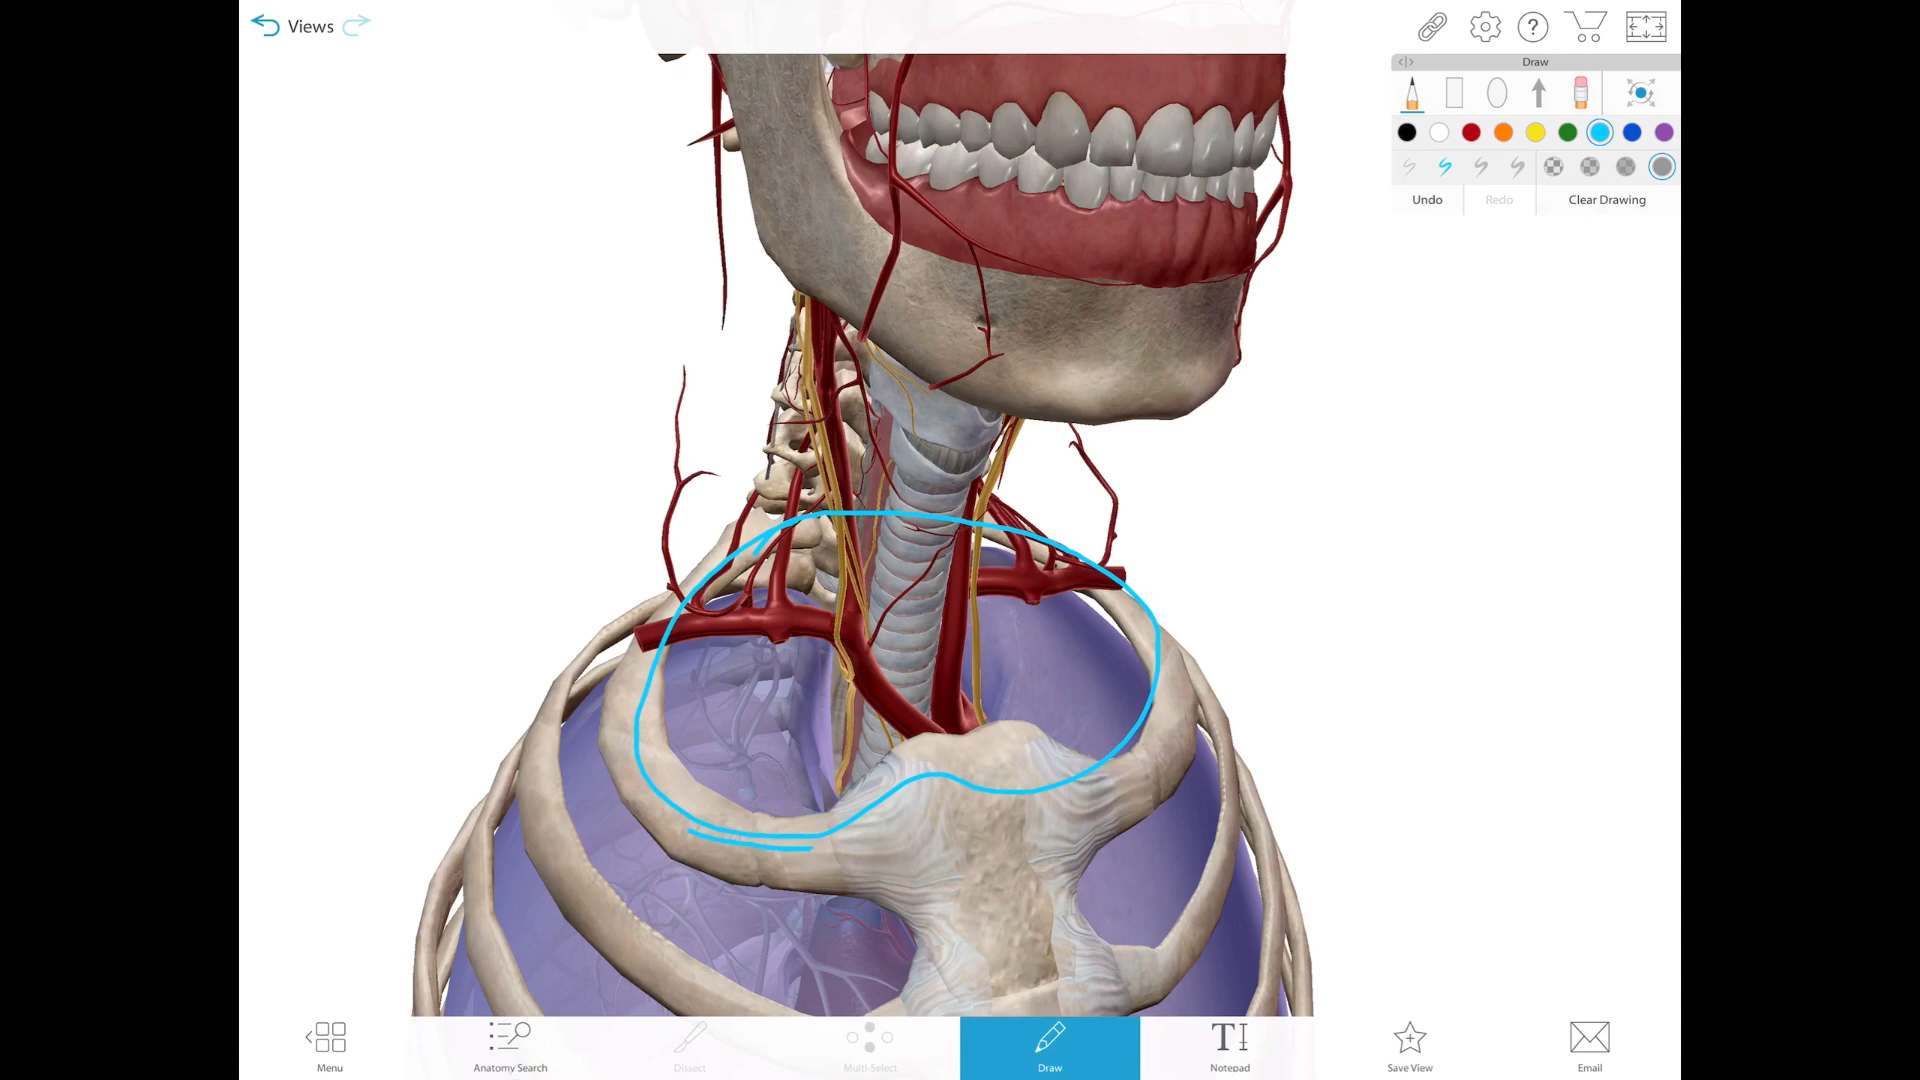 Views
Draw
Undo
Redo
Clear Drawing
Menu
Anatomy Search
Dissect
Multi-Select
Draw
Notepad
Save View
Email